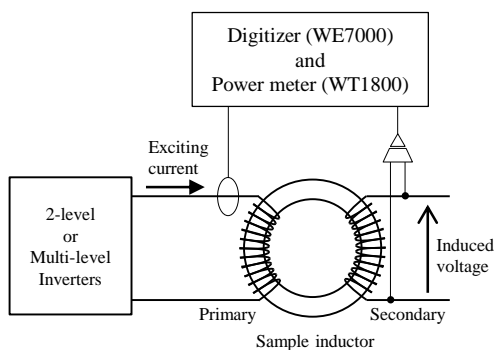 Digitizer (WE7000)
and
Power meter (WT1800)
Exciting
current
2-level
or
Multi-level
Inverters
Induced
voltage
Primary
Secondary
Sample inductor